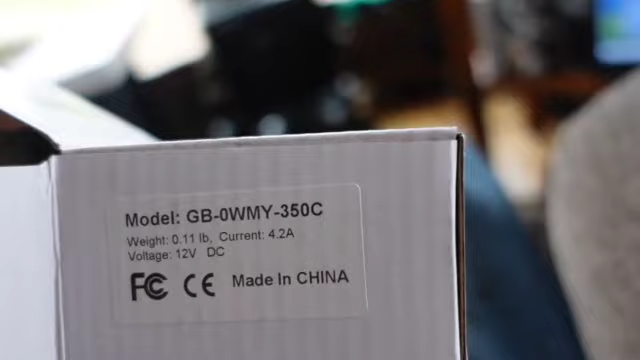 Model: GB-0WMY-350C
Weight: 0.11 lb, Current: 4.2A
Voltage: 12V DC
FC CE Made In CHINA